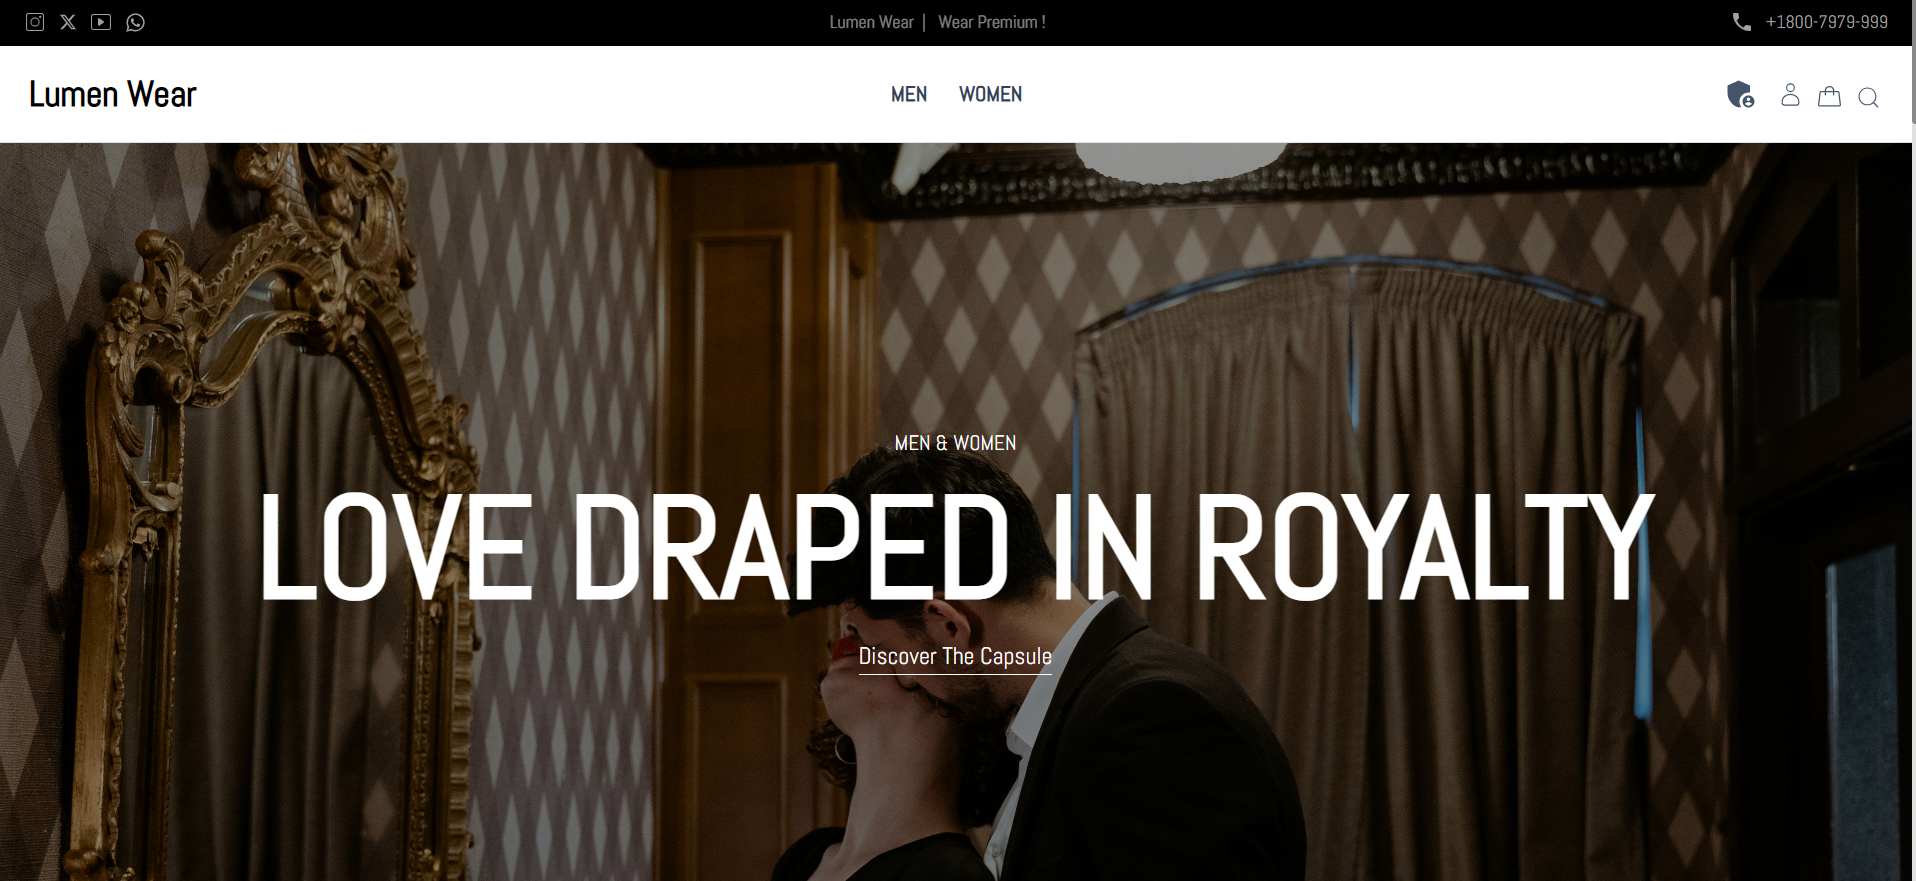 Lumen Wear | Wear Premium !
+1800-7979-999
Lumen Wear
MEN WOMEN
MEN & WOMEN
LOVE DRAPED IN ROYALTY
Discover The Capsule